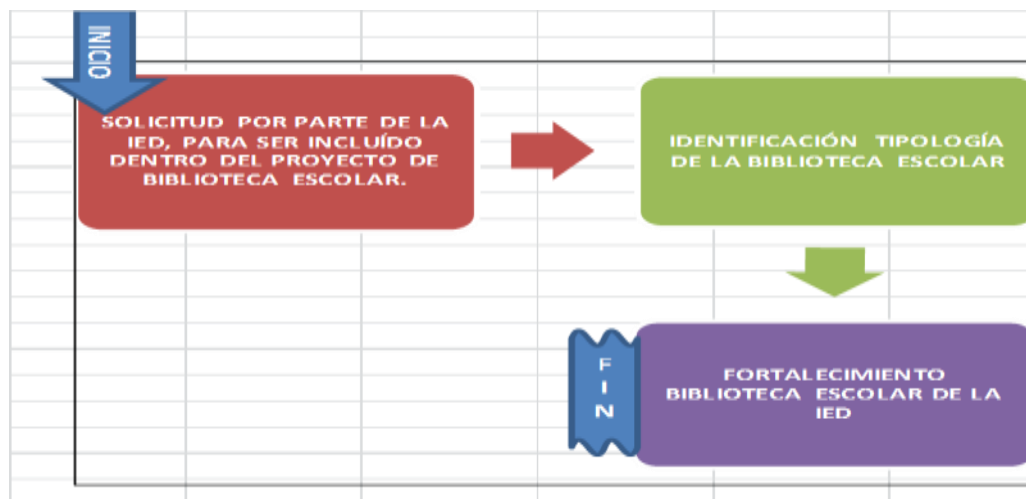 INICIO
SOLICITUD POR PARTE DE LA
IED, PARA SER INCLUÍDO
DENTRO DEL PROYECTO DE
BIBLIOTECA ESCOLAR.
IDENTIFICACIÓN TIPOLOGÍA
DE LA BIBLIOTECA ESCOLAR
FIN
FORTALECIMIENTO
BIBLIOTECA ESCOLAR DE LA
IED